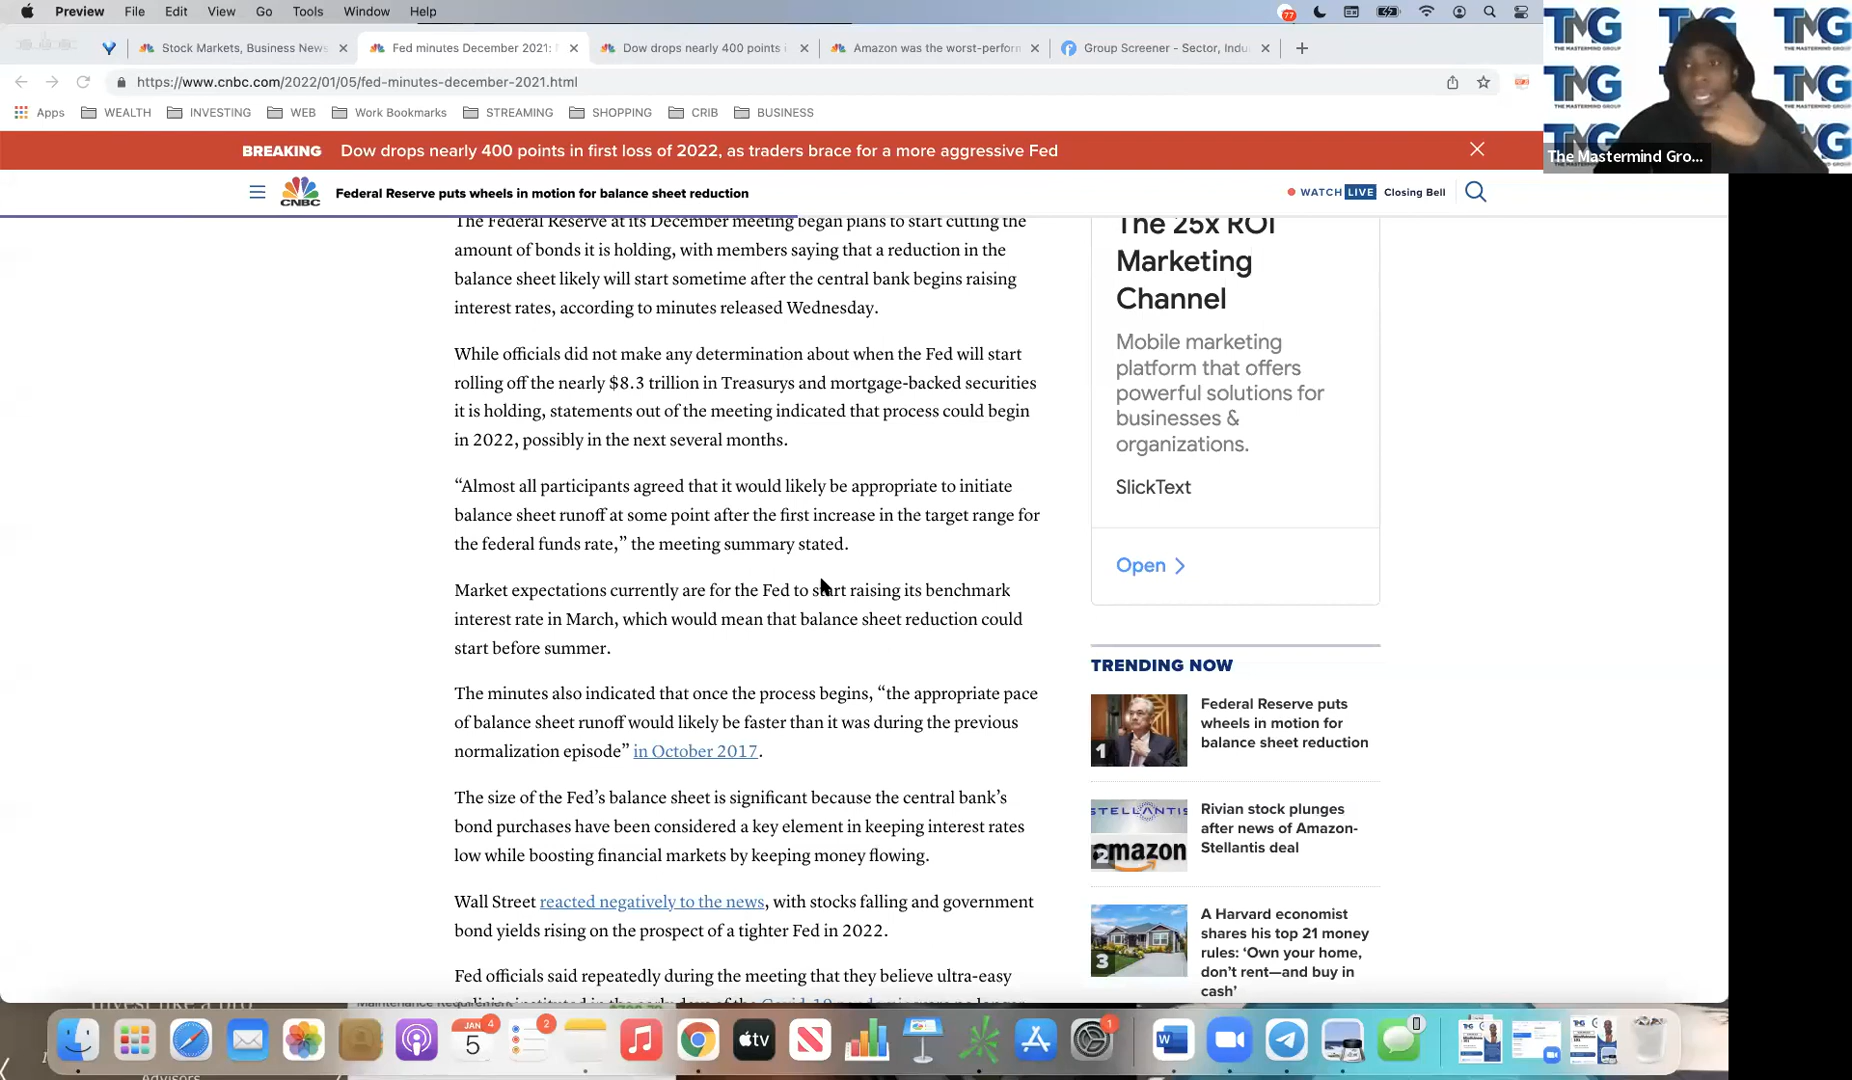 Preview File Edit View Go Tools Window Help
77
Stock Markets, Business News
Fed minutes December 2021:
Dow drops nearly 400 points i
Amazon was the worst-perforn
Group Screener - Sector, Indu
https://www.cnbc.com/2022/01/05/fed-minutes-december-2021.html
Apps WEALTH INVESTING WEB Work Bookmarks STREAMING SHOPPING CRIB BUSINESS
TMG
THE MASTERMIND GROUP
The Mastermind Gro...
BREAKING Dow drops nearly 400 points in first loss of 2022, as traders brace for a more aggressive Fed
CNBC
Federal Reserve puts wheels in motion for balance sheet reduction
WATCH LIVE Closing Bell
The Federal Reserve at its December meeting began plans to start cutting the
amount of bonds it is holding, with members saying that a reduction in the
balance sheet likely will start sometime after the central bank begins raising
interest rates, according to minutes released Wednesday.
While officials did not make any determination about when the Fed will start
rolling off the nearly $8.3 trillion in Treasurys and mortgage-backed securities
it is holding, statements out of the meeting indicated that process could begin
in 2022, possibly in the next several months.
“Almost all participants agreed that it would likely be appropriate to initiate
balance sheet runoff at some point after the first increase in the target range for
the federal funds rate,” the meeting summary stated.
Market expectations currently are for the Fed to start raising its benchmark
interest rate in March, which would mean that balance sheet reduction could
start before summer.
The minutes also indicated that once the process begins, “the appropriate pace
of balance sheet runoff would likely be faster than it was during the previous
normalization episode” in October 2017.
The size of the Fed’s balance sheet is significant because the central bank’s
bond purchases have been considered a key element in keeping interest rates
low while boosting financial markets by keeping money flowing.
Wall Street reacted negatively to the news, with stocks falling and government
bond yields rising on the prospect of a tighter Fed in 2022.
Fed officials said repeatedly during the meeting that they believe ultra-easy
The 25x ROI
Marketing
Channel
Mobile marketing
platform that offers
powerful solutions for
businesses &
organizations.
SlickText
Open
TRENDING NOW
1
Federal Reserve puts
wheels in motion for
balance sheet reduction
STELLANTIS
amazon
2
Rivian stock plunges
after news of Amazon-
Stellantis deal
3
A Harvard economist
shares his top 21 money
rules: ‘Own your home,
don’t rent—and buy in
cash’
JAN
5
4
2
tv
1
W
Advisors